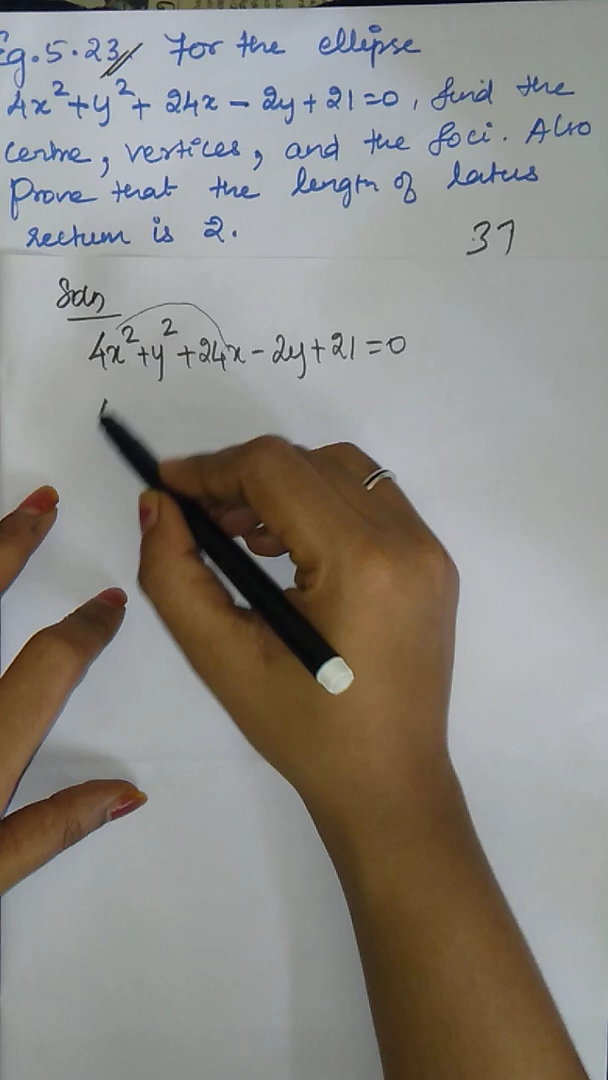 Eg.5.23 For the ellipse
4x²+y²+ 24x - 2y+21=0, find the
centre, vertices, and the foci. Also
Prove that the length of latus
rectum is 2.
37
Soln
4x²+y²+24x-2y+21=0